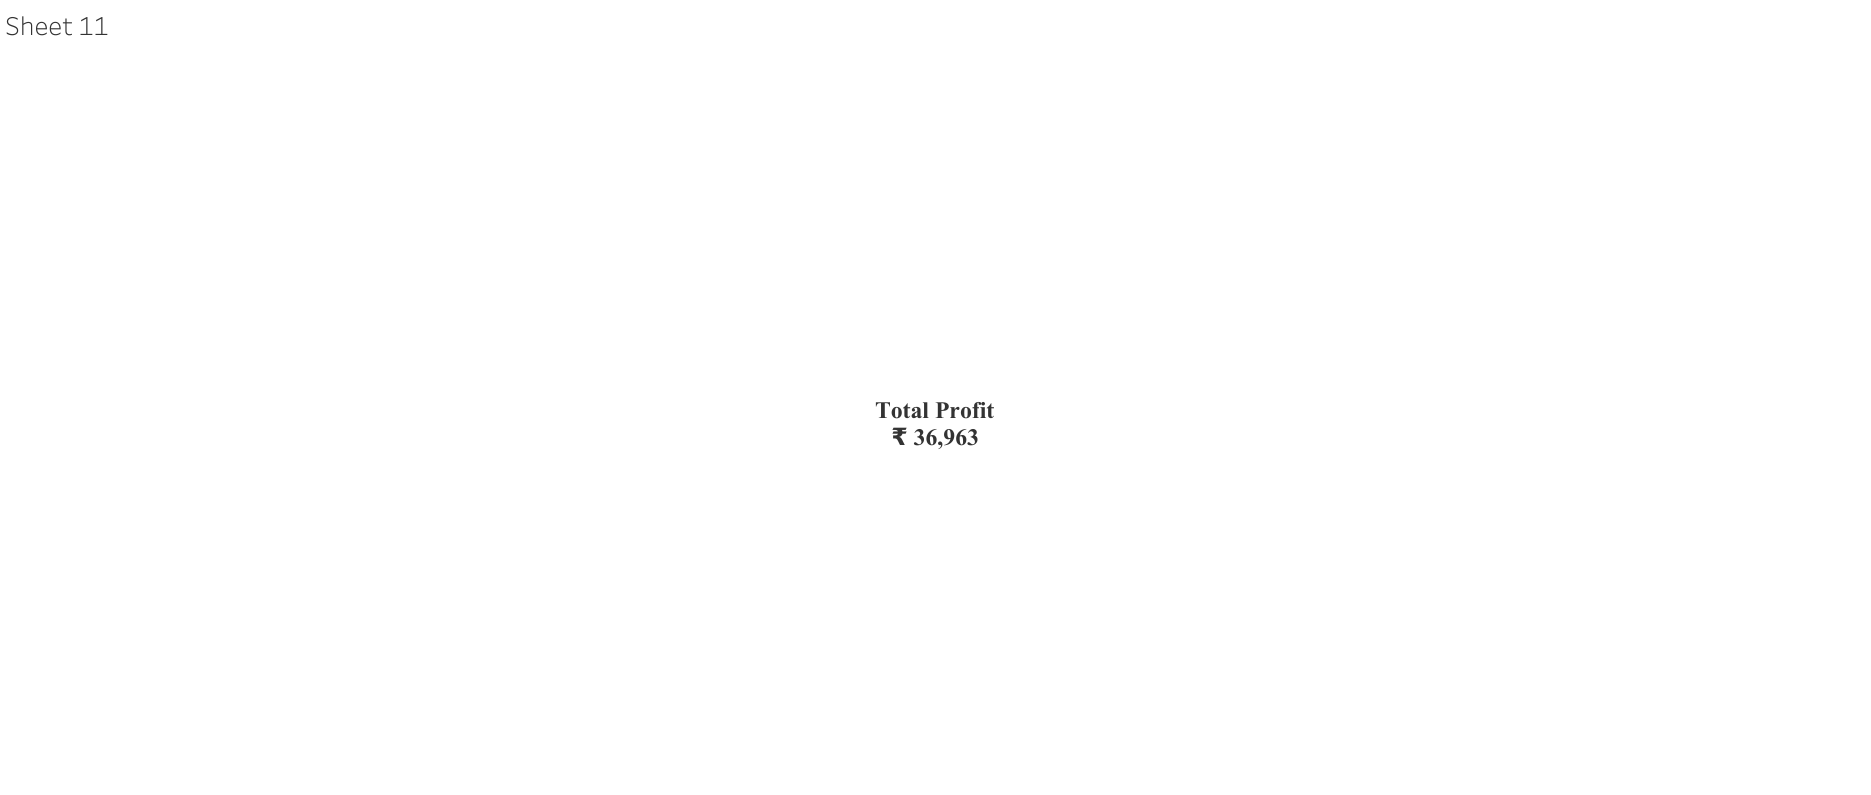 Sheet 11
Total Profit
₹ 36,963